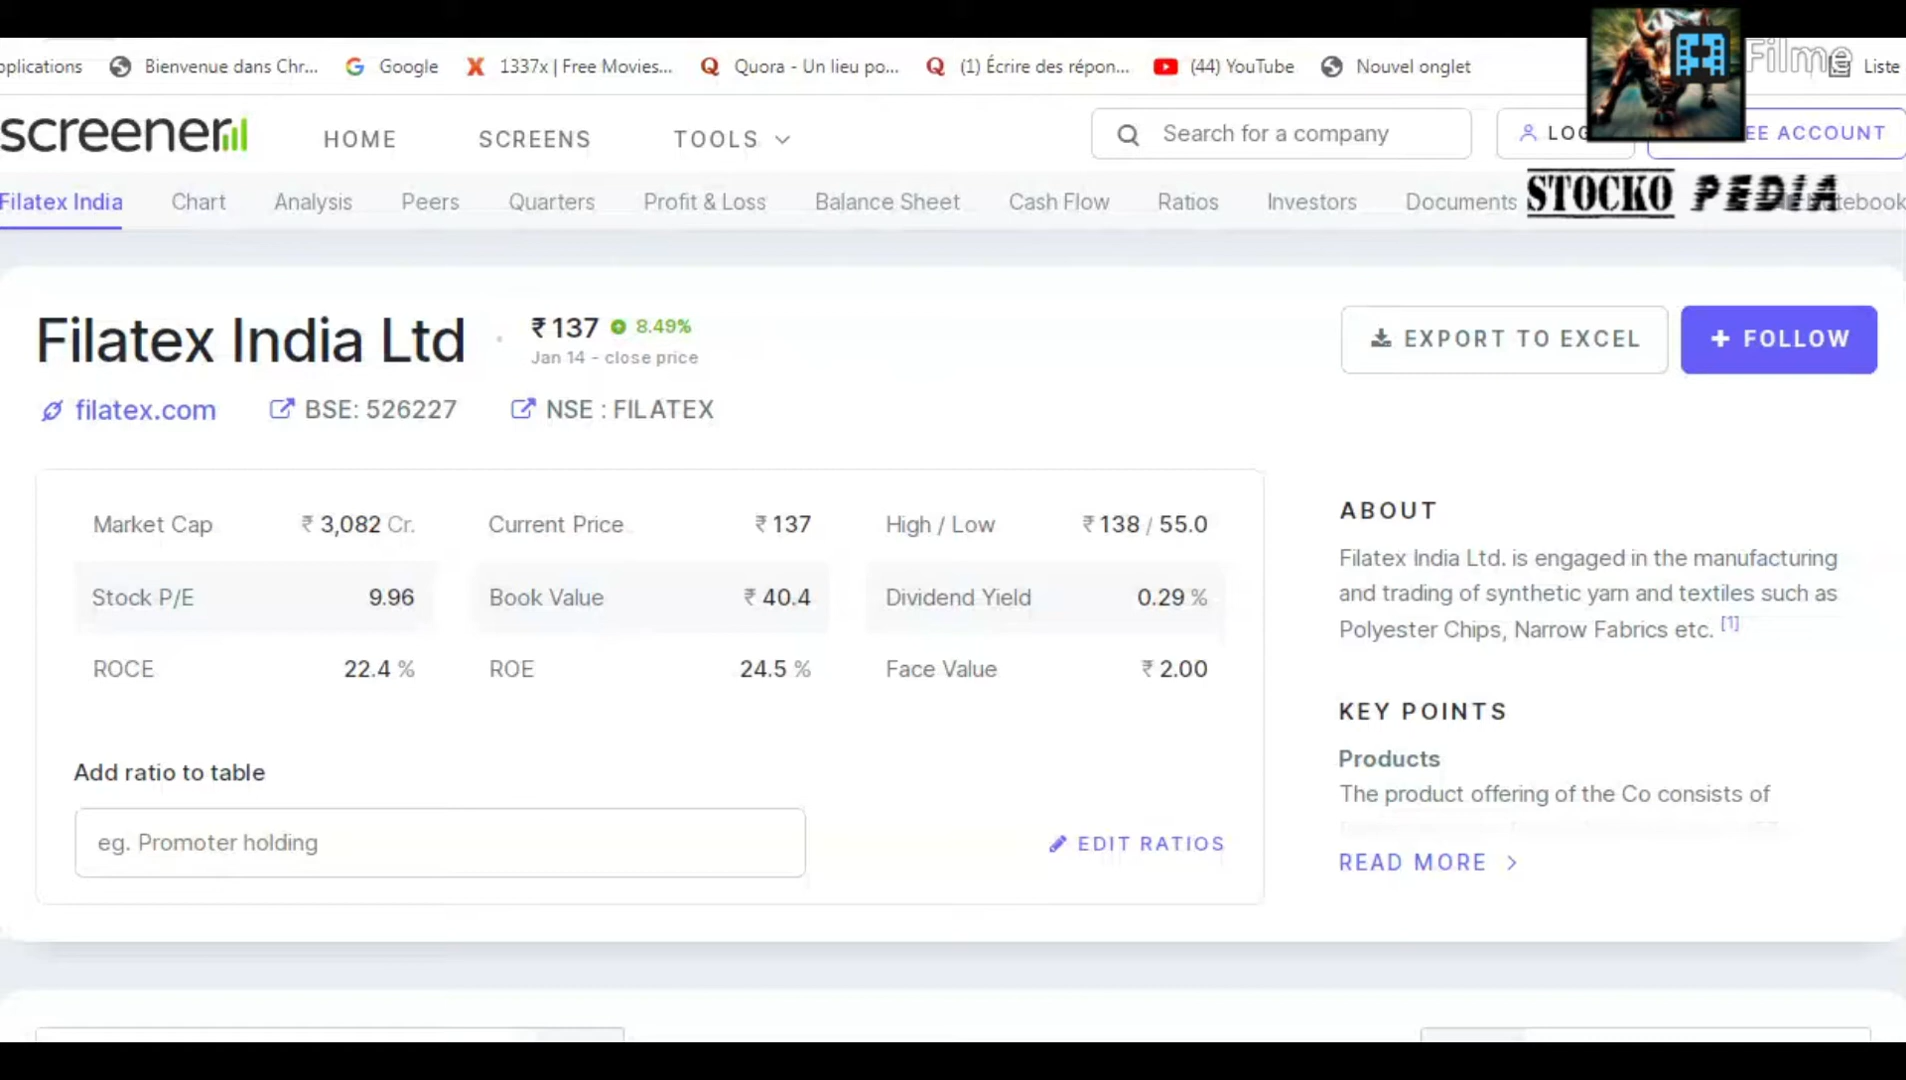 pplications Bienvenue dans Chr... Google 1337x | Free Movies... Quora - Un lieu po... (1) Écrire des répon... (44) YouTube Nouvel onglet Liste
Filme
screener HOME SCREENS TOOLS Search for a company LOG EE ACCOUNT
Filatex India Chart Analysis Peers Quarters Profit & Loss Balance Sheet Cash Flow Ratios Investors Documents tebook
STOCKO PEDIA
Filatex India Ltd ₹ 137 8.49%
Jan 14 - close price
EXPORT TO EXCEL + FOLLOW
filatex.com BSE: 526227 NSE : FILATEX
Market Cap ₹ 3,082 Cr. Current Price ₹ 137 High / Low ₹ 138 / 55.0
Stock P/E 9.96 Book Value ₹ 40.4 Dividend Yield 0.29 %
ROCE 22.4 % ROE 24.5 % Face Value ₹ 2.00
Add ratio to table
eg. Promoter holding
EDIT RATIOS
ABOUT
Filatex India Ltd. is engaged in the manufacturing
and trading of synthetic yarn and textiles such as
Polyester Chips, Narrow Fabrics etc. [1]
KEY POINTS
Products
The product offering of the Co consists of
READ MORE